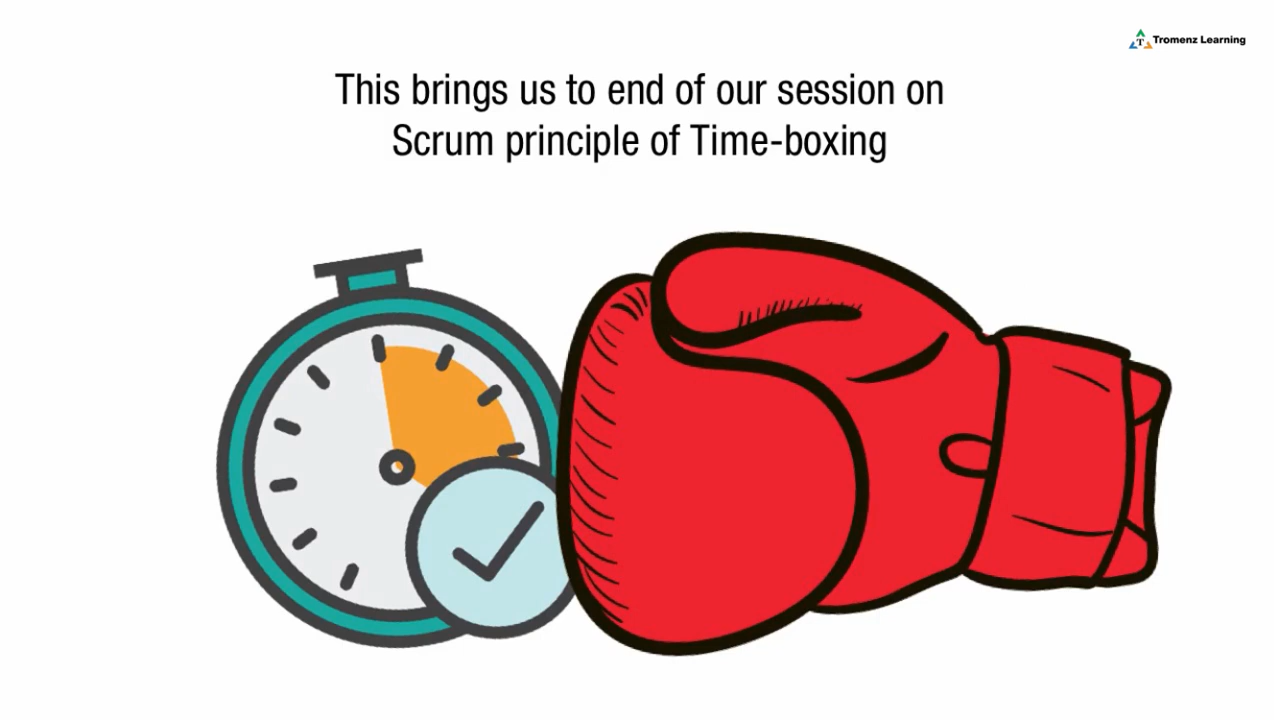 Tromenz Learning
This brings us to end of our session on
Scrum principle of Time-boxing